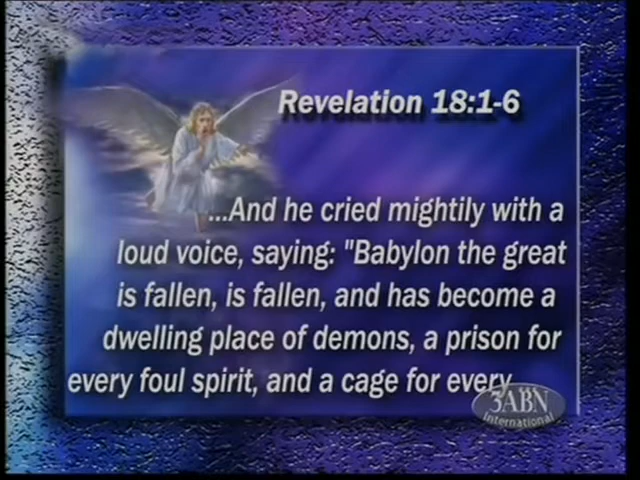 Revelation 18:1-6
...And he cried mightily with a
loud voice, saying: "Babylon the great
is fallen, is fallen, and has become a
dwelling place of demons, a prison for
every foul spirit, and a cage for every
3ABN
International